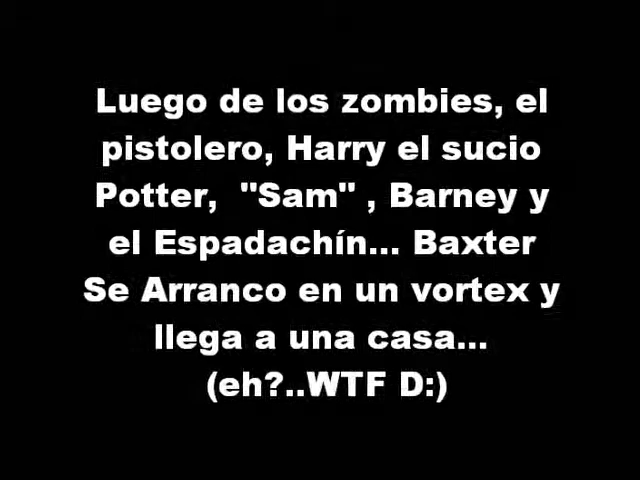 Luego de los zombies, el
pistolero, Harry el sucio
Potter,  "Sam" , Barney y
el Espadachín... Baxter
Se Arranco en un vortex y
llega a una casa...
(eh?..WTF D:)